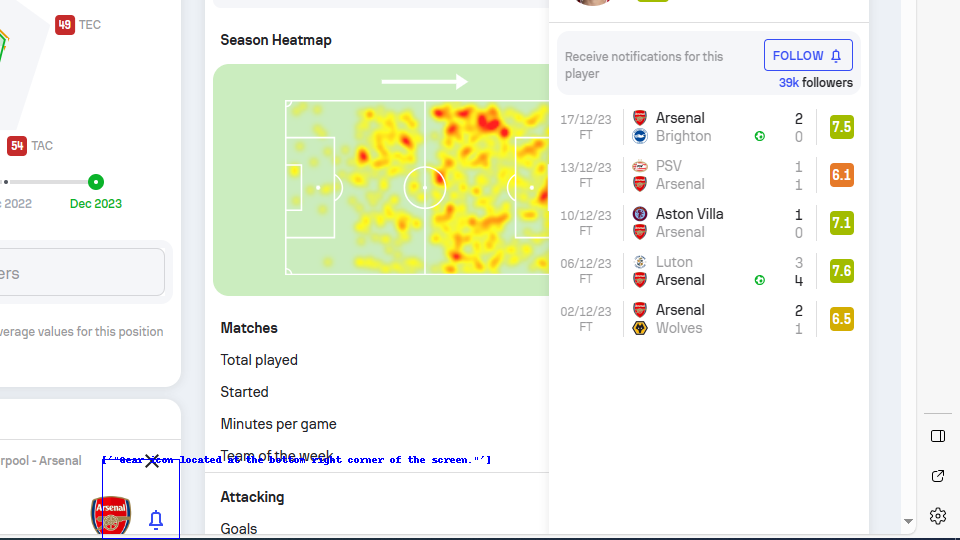 49 TEC
54 TAC
2022
Dec 2023
ers
verage values for this position
rpool - Arsenal
Arsenal
Season Heatmap
Matches
Total played
Started
Minutes per game
Team of the week
['"Gear icon located at the bottom right corner of the screen."']
Attacking
Goals
Receive notifications for this
player
FOLLOW
39k followers
17/12/23 Arsenal 2 7.5
FT Brighton 0
13/12/23 PSV 1 6.1
FT Arsenal 1
10/12/23 Aston Villa 1 7.1
FT Arsenal 0
06/12/23 Luton 3 7.6
FT Arsenal 4
02/12/23 Arsenal 2 6.5
FT Wolves 1